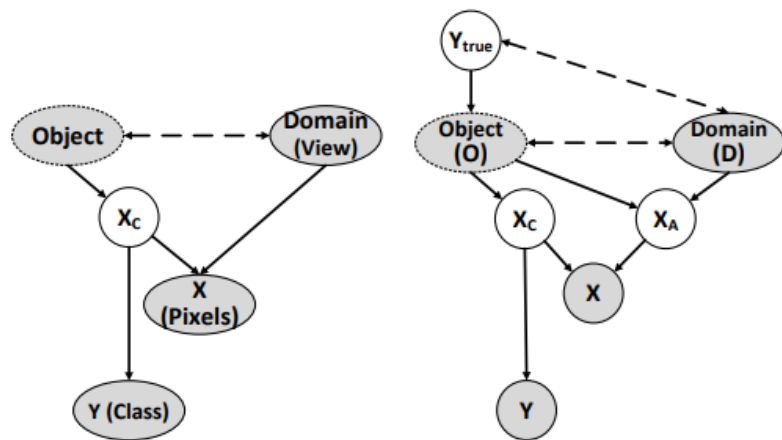 Object
Domain
(View)
X_C
X
(Pixels)
Y (Class)
Y_true
Object
(O)
Domain
(D)
X_C
X_A
X
Y